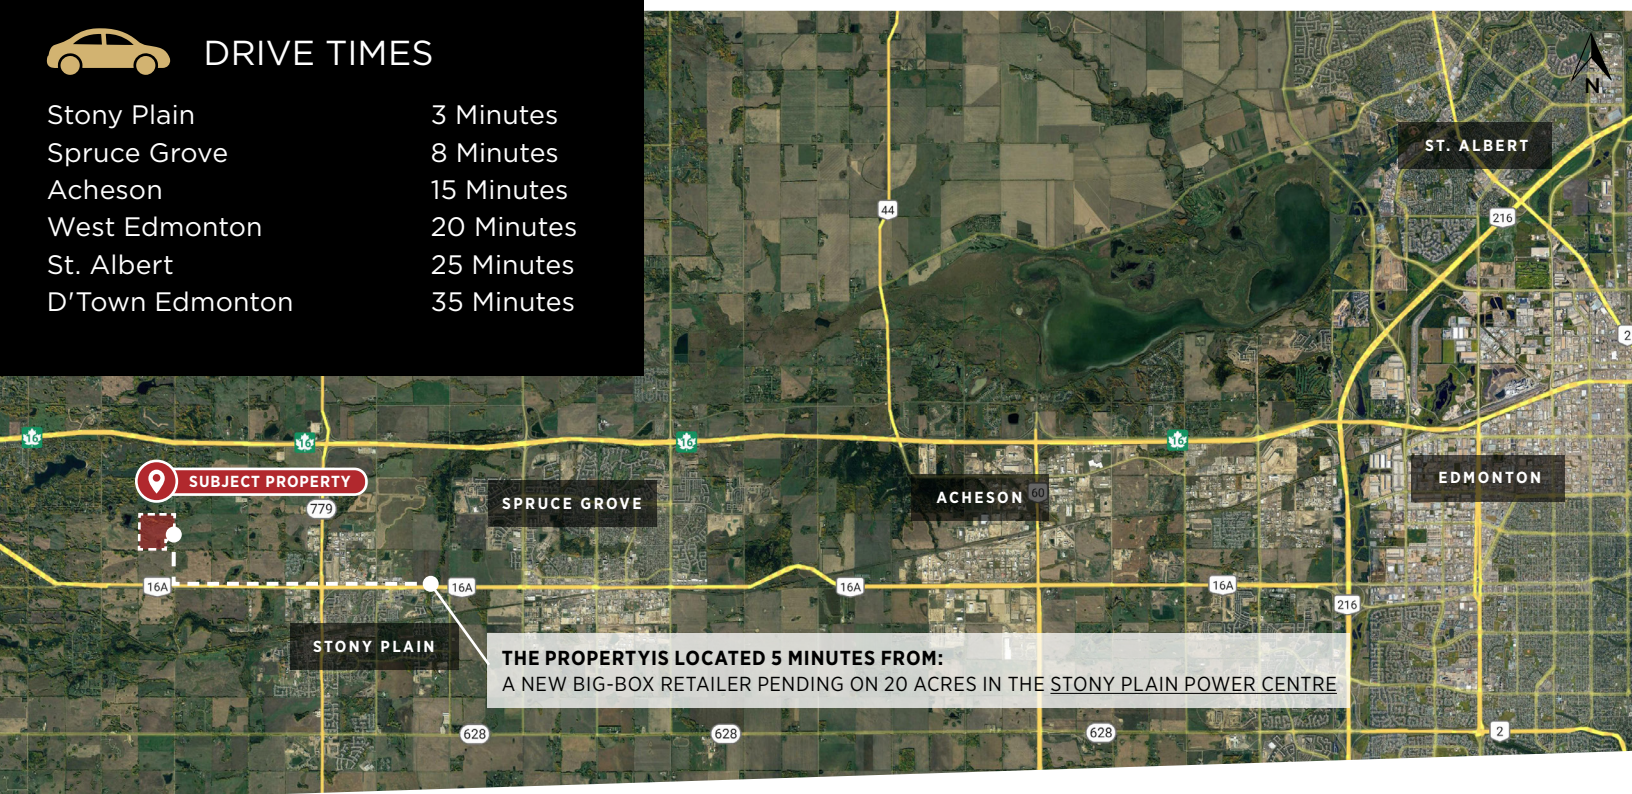 DRIVE TIMES
Stony Plain 3 Minutes
Spruce Grove 8 Minutes
Acheson 15 Minutes
West Edmonton 20 Minutes
St. Albert 25 Minutes
D'Town Edmonton 35 Minutes
N
ST. ALBERT
44
216
2
16
16
16
16
SUBJECT PROPERTY
779
SPRUCE GROVE
ACHESON
60
EDMONTON
16A
16A
16A
16A
216
STONY PLAIN
THE PROPERTYIS LOCATED 5 MINUTES FROM:
A NEW BIG-BOX RETAILER PENDING ON 20 ACRES IN THE STONY PLAIN POWER CENTRE
628
628
628
2